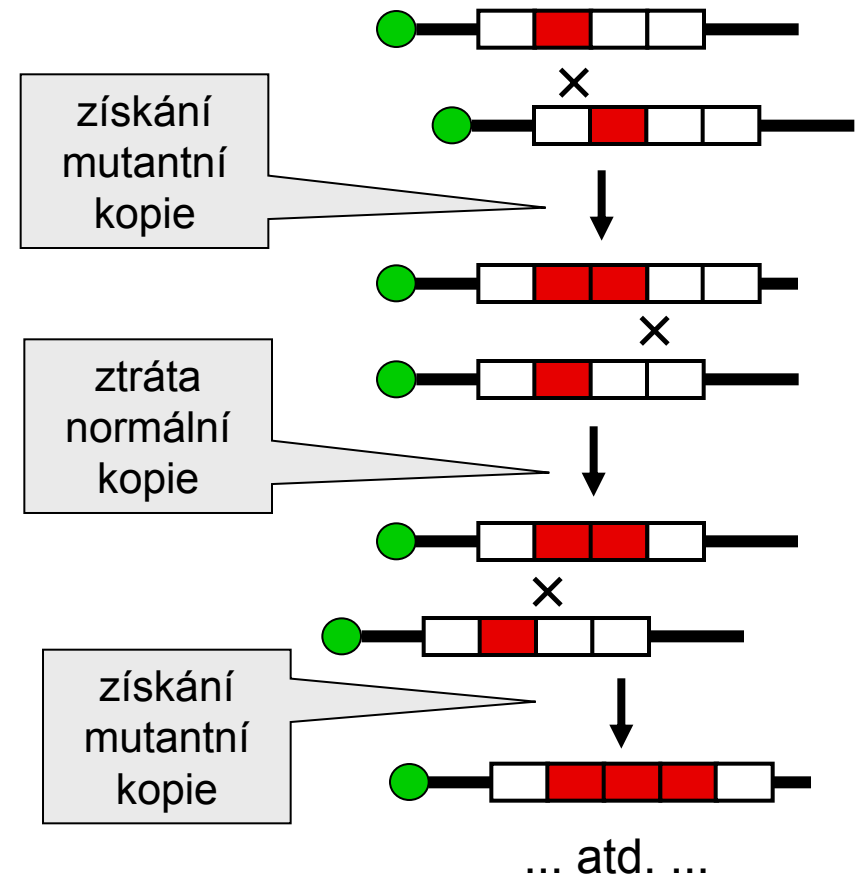 získání
mutantní
kopie
ztráta
normální
kopie
získání
mutantní
kopie
... atd. ...